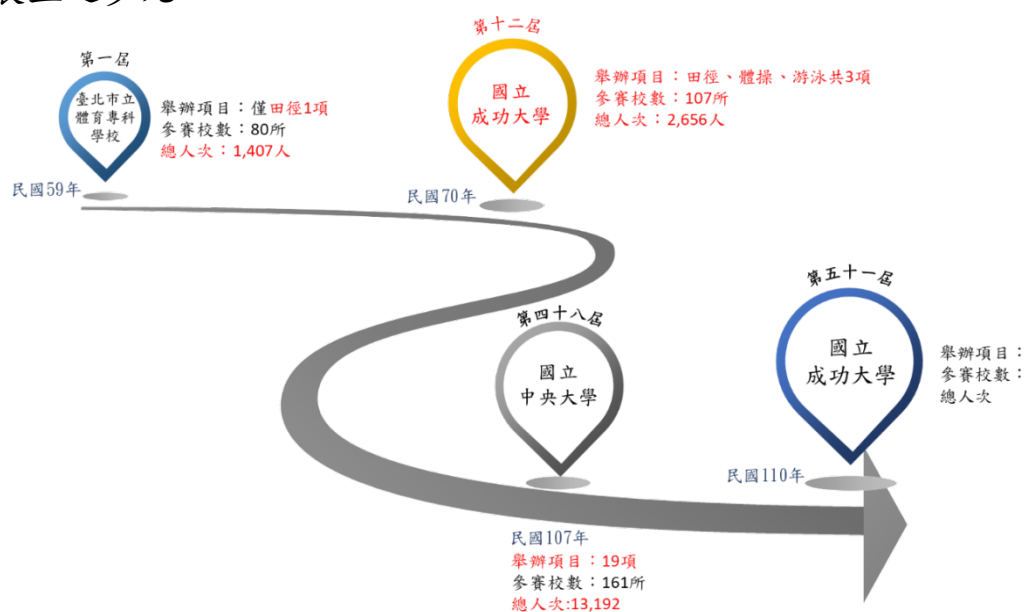 第一屆
臺北市立
體育專科
學校
舉辦項目：僅田徑1項
參賽校數：80所
總人次：1,407人
民國59年
第十二屆
國立
成功大學
舉辦項目：田徑、體操、游泳共3項
參賽校數：107所
總人次：2,656人
民國70年
第四十八屆
國立
中央大學
民國107年
舉辦項目：19項
參賽校數：161所
總人次:13,192
第五十一屆
國立
成功大學
舉辦項目：
參賽校數：
總人次
民國110年